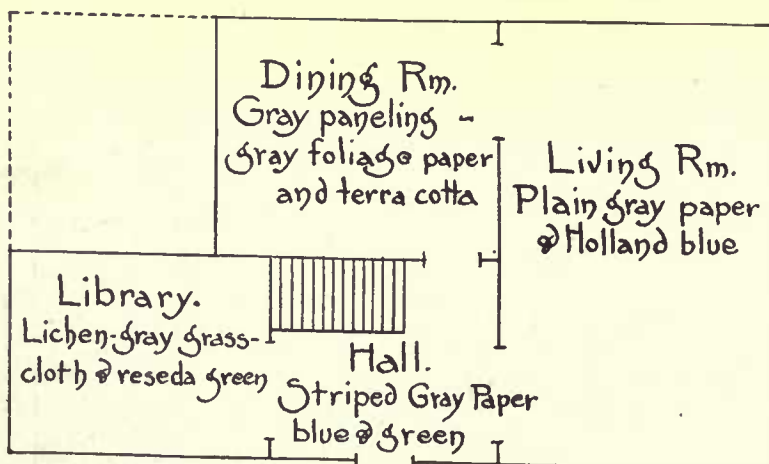 Dining Rm.
Gray paneling -
gray foliage paper
and terra cotta
Living Rm.
Plain gray paper
& Holland blue
Library.
Lichen-gray grass-
cloth & reseda green
Hall.
Striped Gray Paper
blue & green